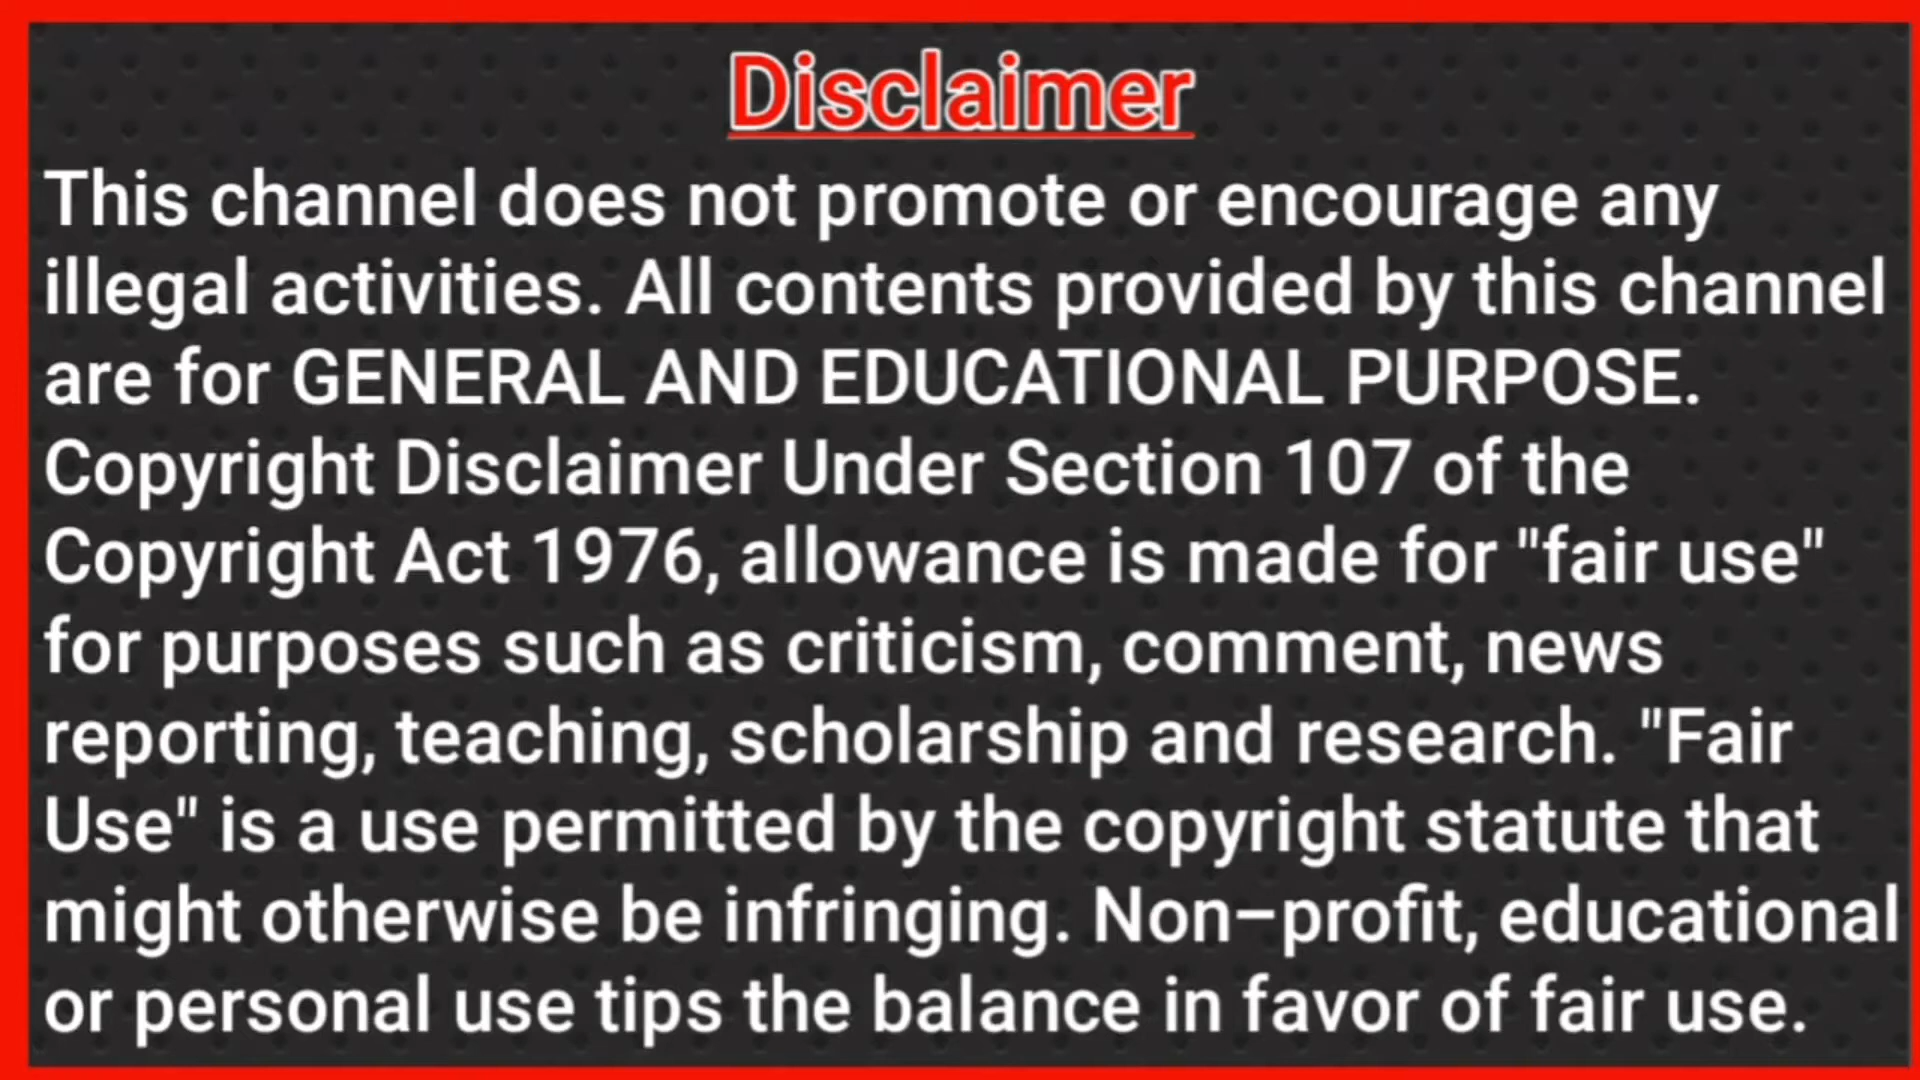 Disclaimer
This channel does not promote or encourage any
illegal activities. All contents provided by this channel
are for GENERAL AND EDUCATIONAL PURPOSE.
Copyright Disclaimer Under Section 107 of the
Copyright Act 1976, allowance is made for "fair use"
for purposes such as criticism, comment, news
reporting, teaching, scholarship and research. "Fair
Use" is a use permitted by the copyright statute that
might otherwise be infringing. Non–profit, educational
or personal use tips the balance in favor of fair use.